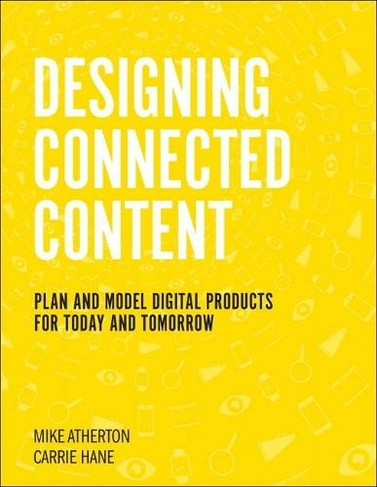 DESIGNING
CONNECTED
CONTENT
PLAN AND MODEL DIGITAL PRODUCTS
FOR TODAY AND TOMORROW
MIKE ATHERTON
CARRIE HANE